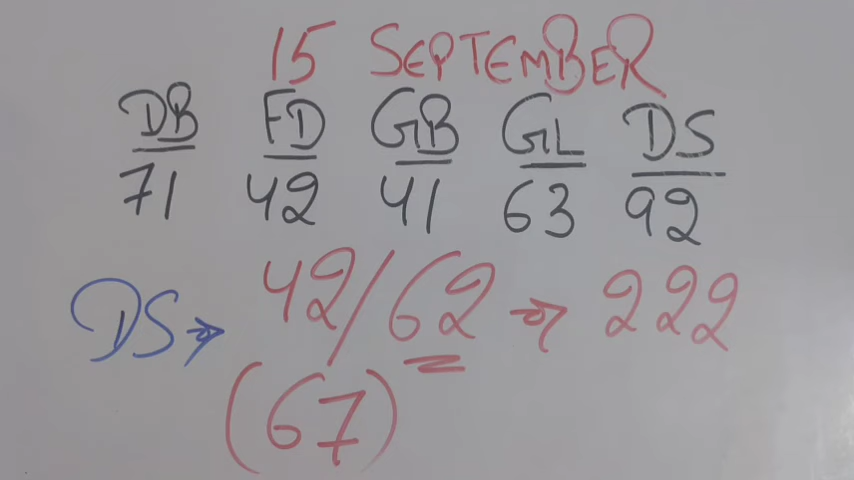 15 SEPTEMBER
DB FD GB GL DS
71 42 41 63 92
DS → 42/62 → 222
(67)